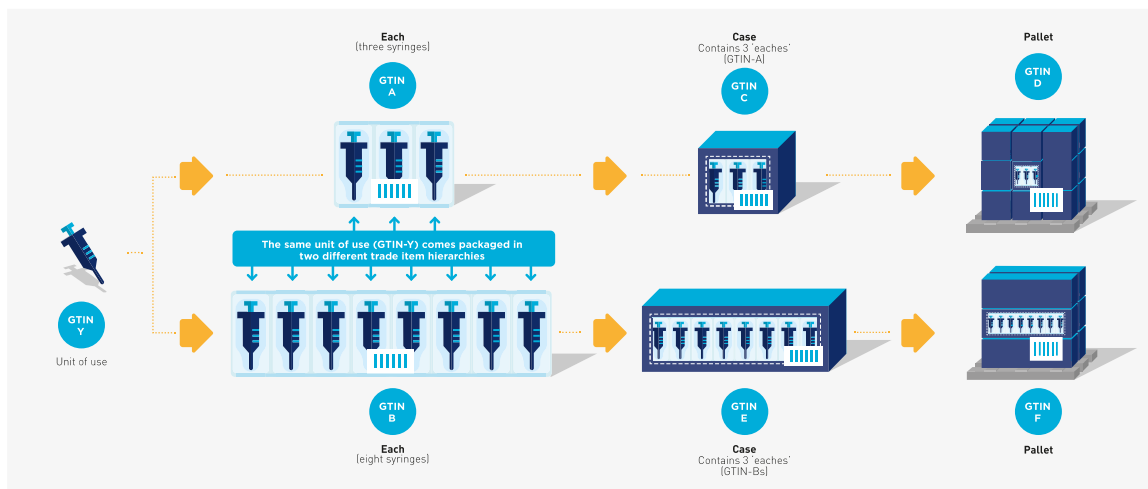 Each
(three syringes)
GTIN
A
Case
Contains 3 'eaches'
(GTIN-A)
GTIN
C
Pallet
GTIN
D
The same unit of use (GTIN-Y) comes packaged in
two different trade item hierarchies
GTIN
Y
Unit of use
GTIN
B
Each
(eight syringes)
GTIN
E
Case
Contains 3 'eaches'
(GTIN-Bs)
GTIN
F
Pallet